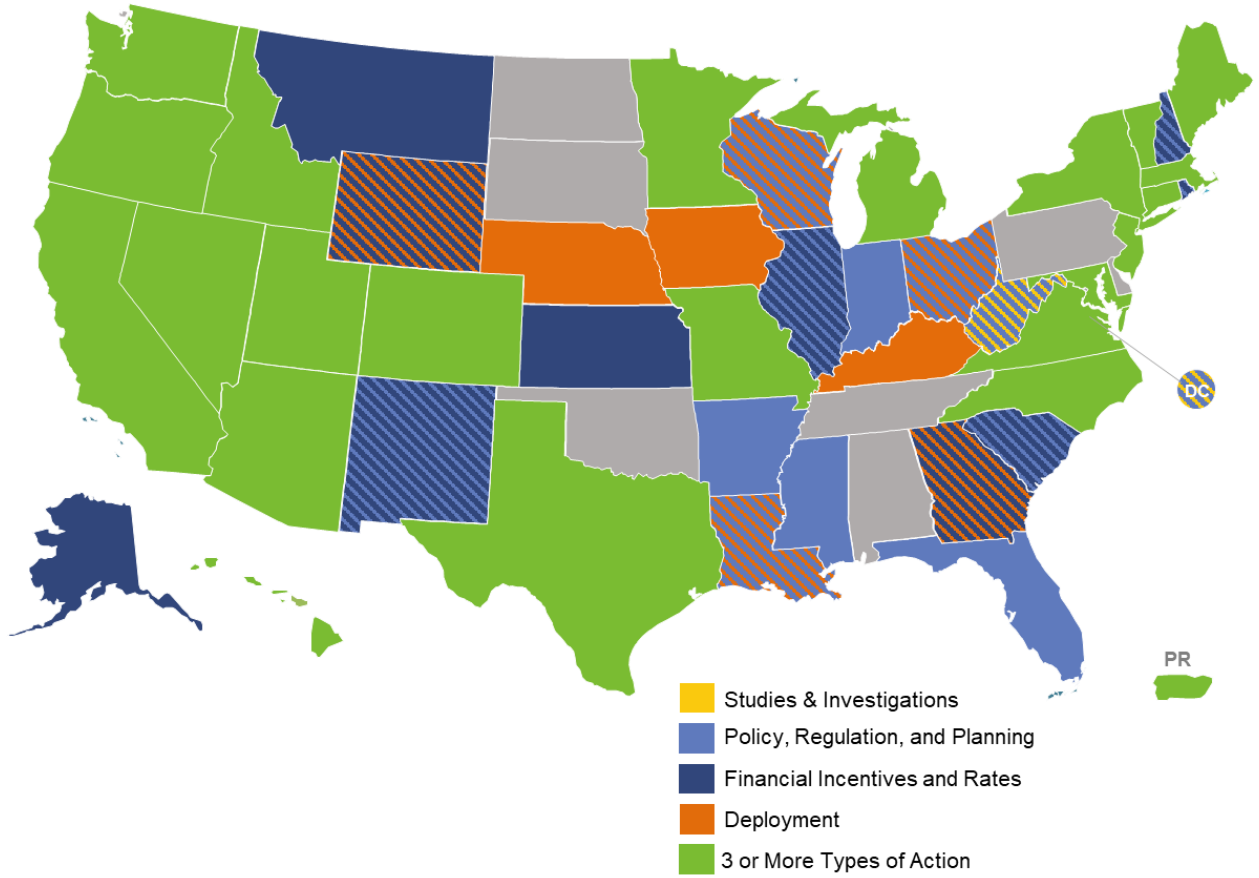 DC
PR
Studies & Investigations
Policy, Regulation, and Planning
Financial Incentives and Rates
Deployment
3 or More Types of Action